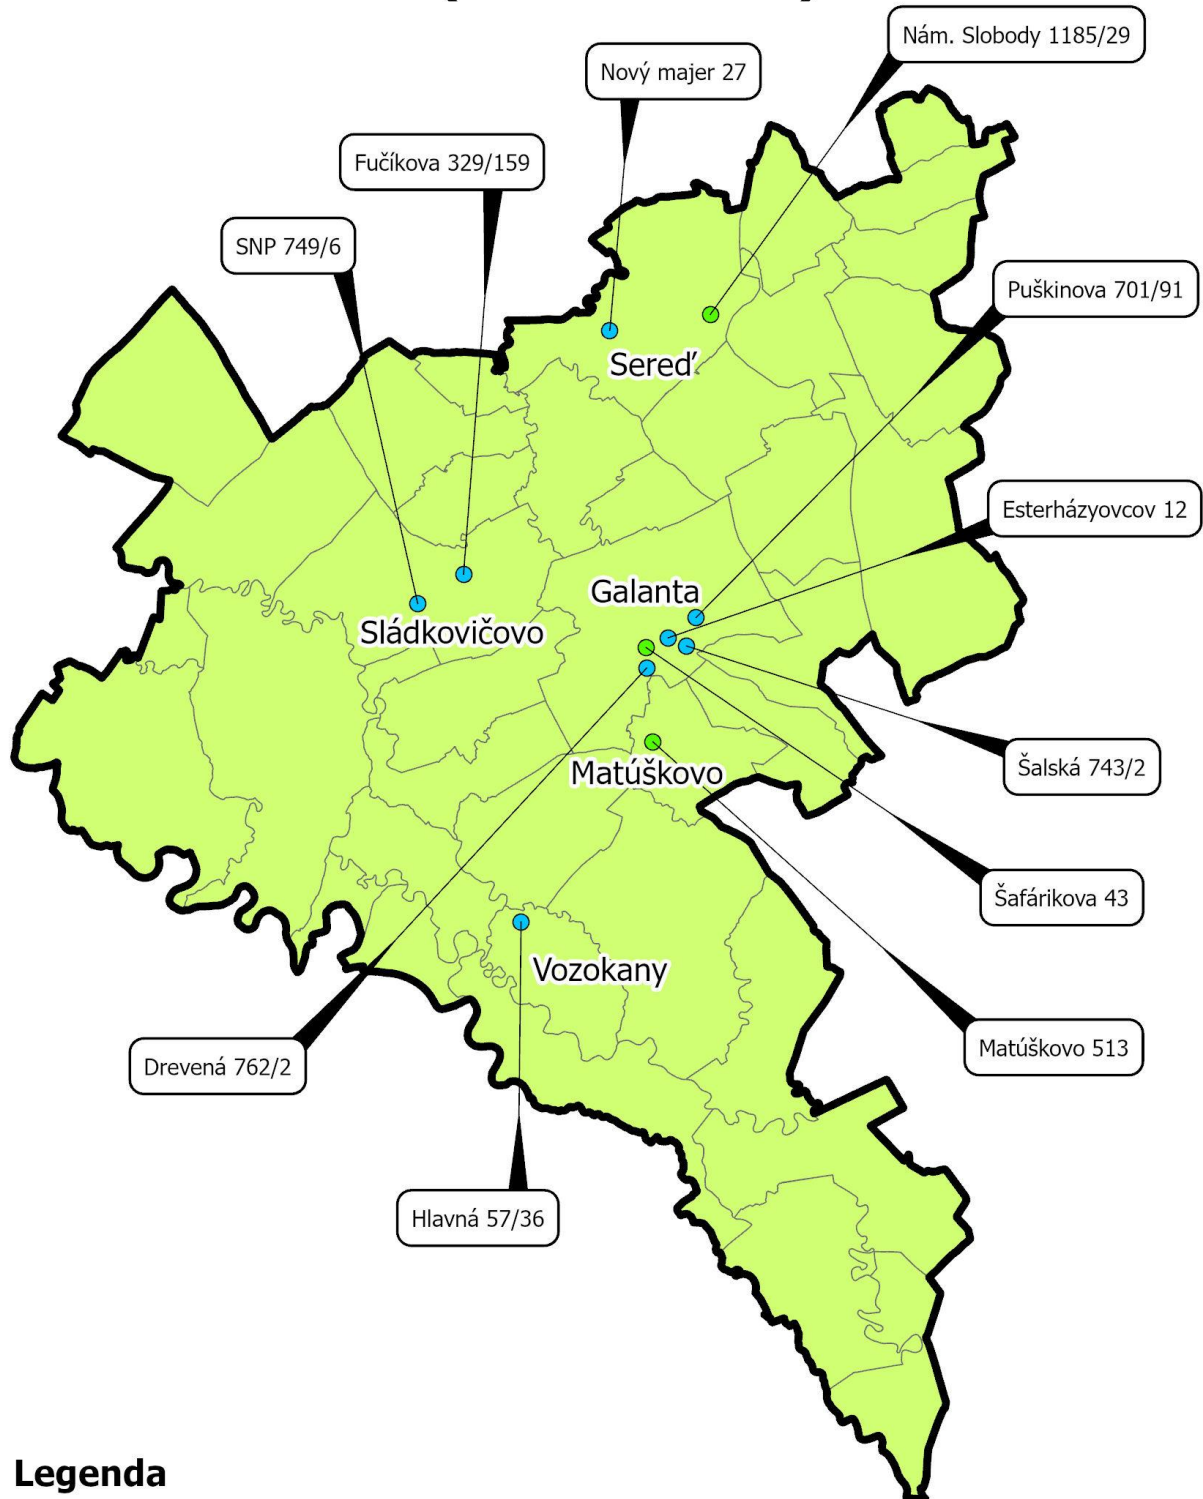 Nám. Slobody 1185/29
Nový majer 27
Fučíkova 329/159
SNP 749/6
Puškinova 701/91
Sereď
Esterházyovcov 12
Galanta
Sládkovičovo
Šalská 743/2
Matúškovo
Šafárikova 43
Vozokany
Matúškovo 513
Drevená 762/2
Hlavná 57/36
Legenda